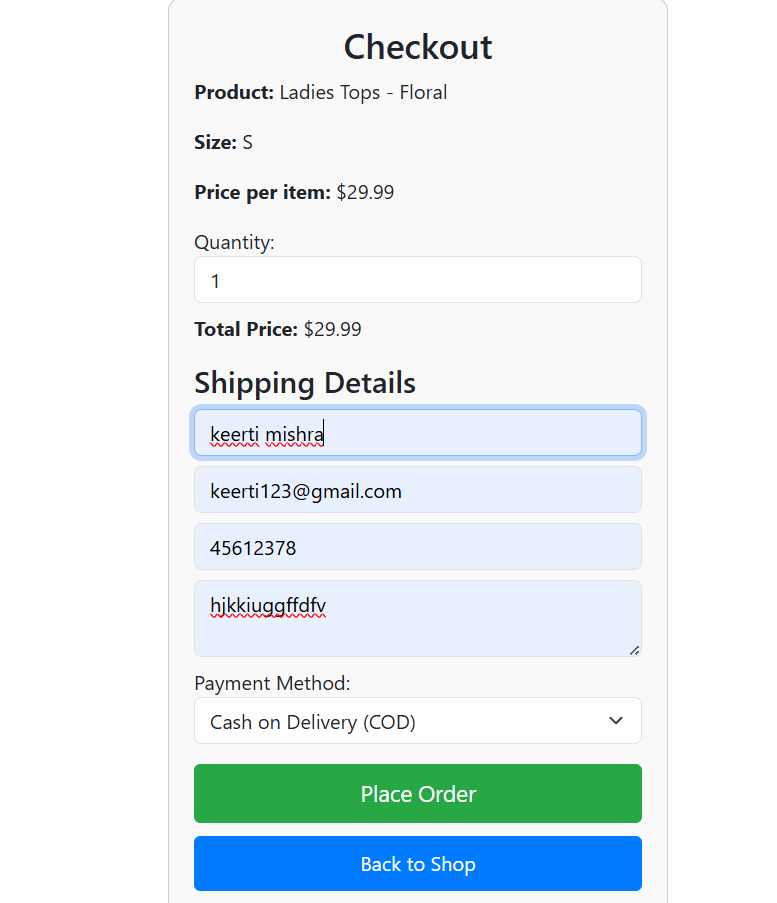 Checkout
Product: Ladies Tops - Floral
Size: S
Price per item: $29.99
Quantity:
1
Total Price: $29.99
Shipping Details
keerti mishra
keerti123@gmail.com
45612378
hjkkiuggffdfv
Payment Method:
Cash on Delivery (COD)
Place Order
Back to Shop